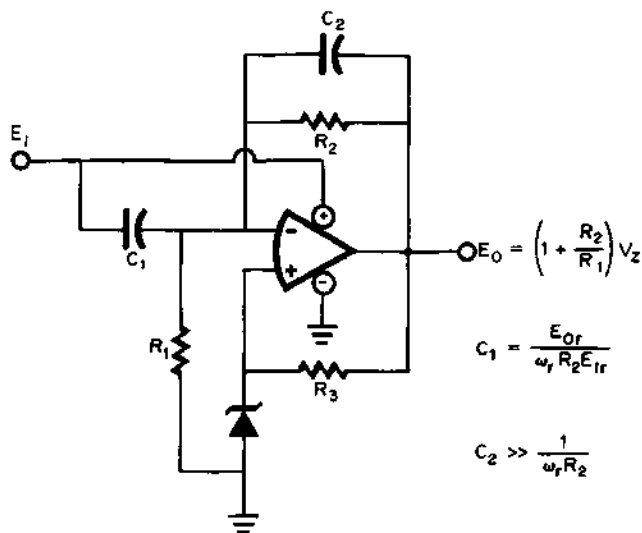 C2
R2
Ei
+
-
C1
+
-
Eo = (1 + R2/R1) Vz
R1
R3
C1 = Eor / ωr R2 Eir
C2 >> 1 / ωr R2